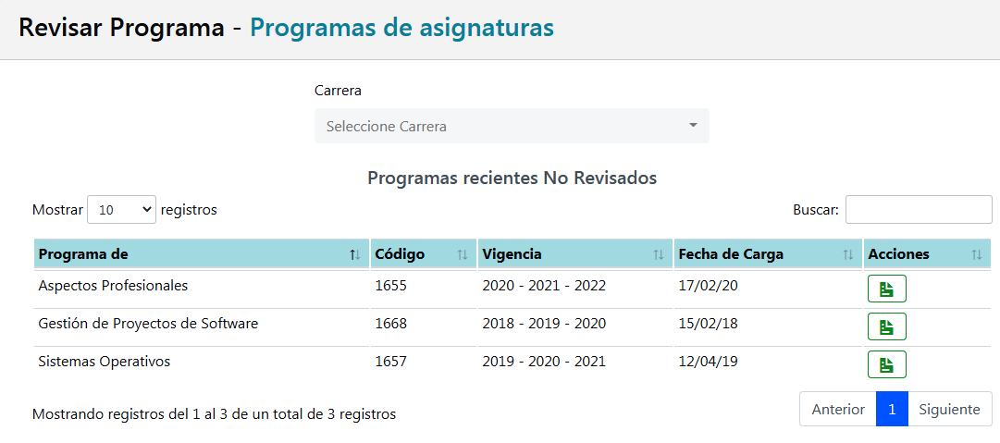 Revisar Programa - Programas de asignaturas
Carrera
Seleccione Carrera
Programas recientes No Revisados
Mostrar 10 registros Buscar:
Programa de Código Vigencia Fecha de Carga Acciones
Aspectos Profesionales 1655 2020 - 2021 - 2022 17/02/20
Gestión de Proyectos de Software 1668 2018 - 2019 - 2020 15/02/18
Sistemas Operativos 1657 2019 - 2020 - 2021 12/04/19
Mostrando registros del 1 al 3 de un total de 3 registros Anterior 1 Siguiente